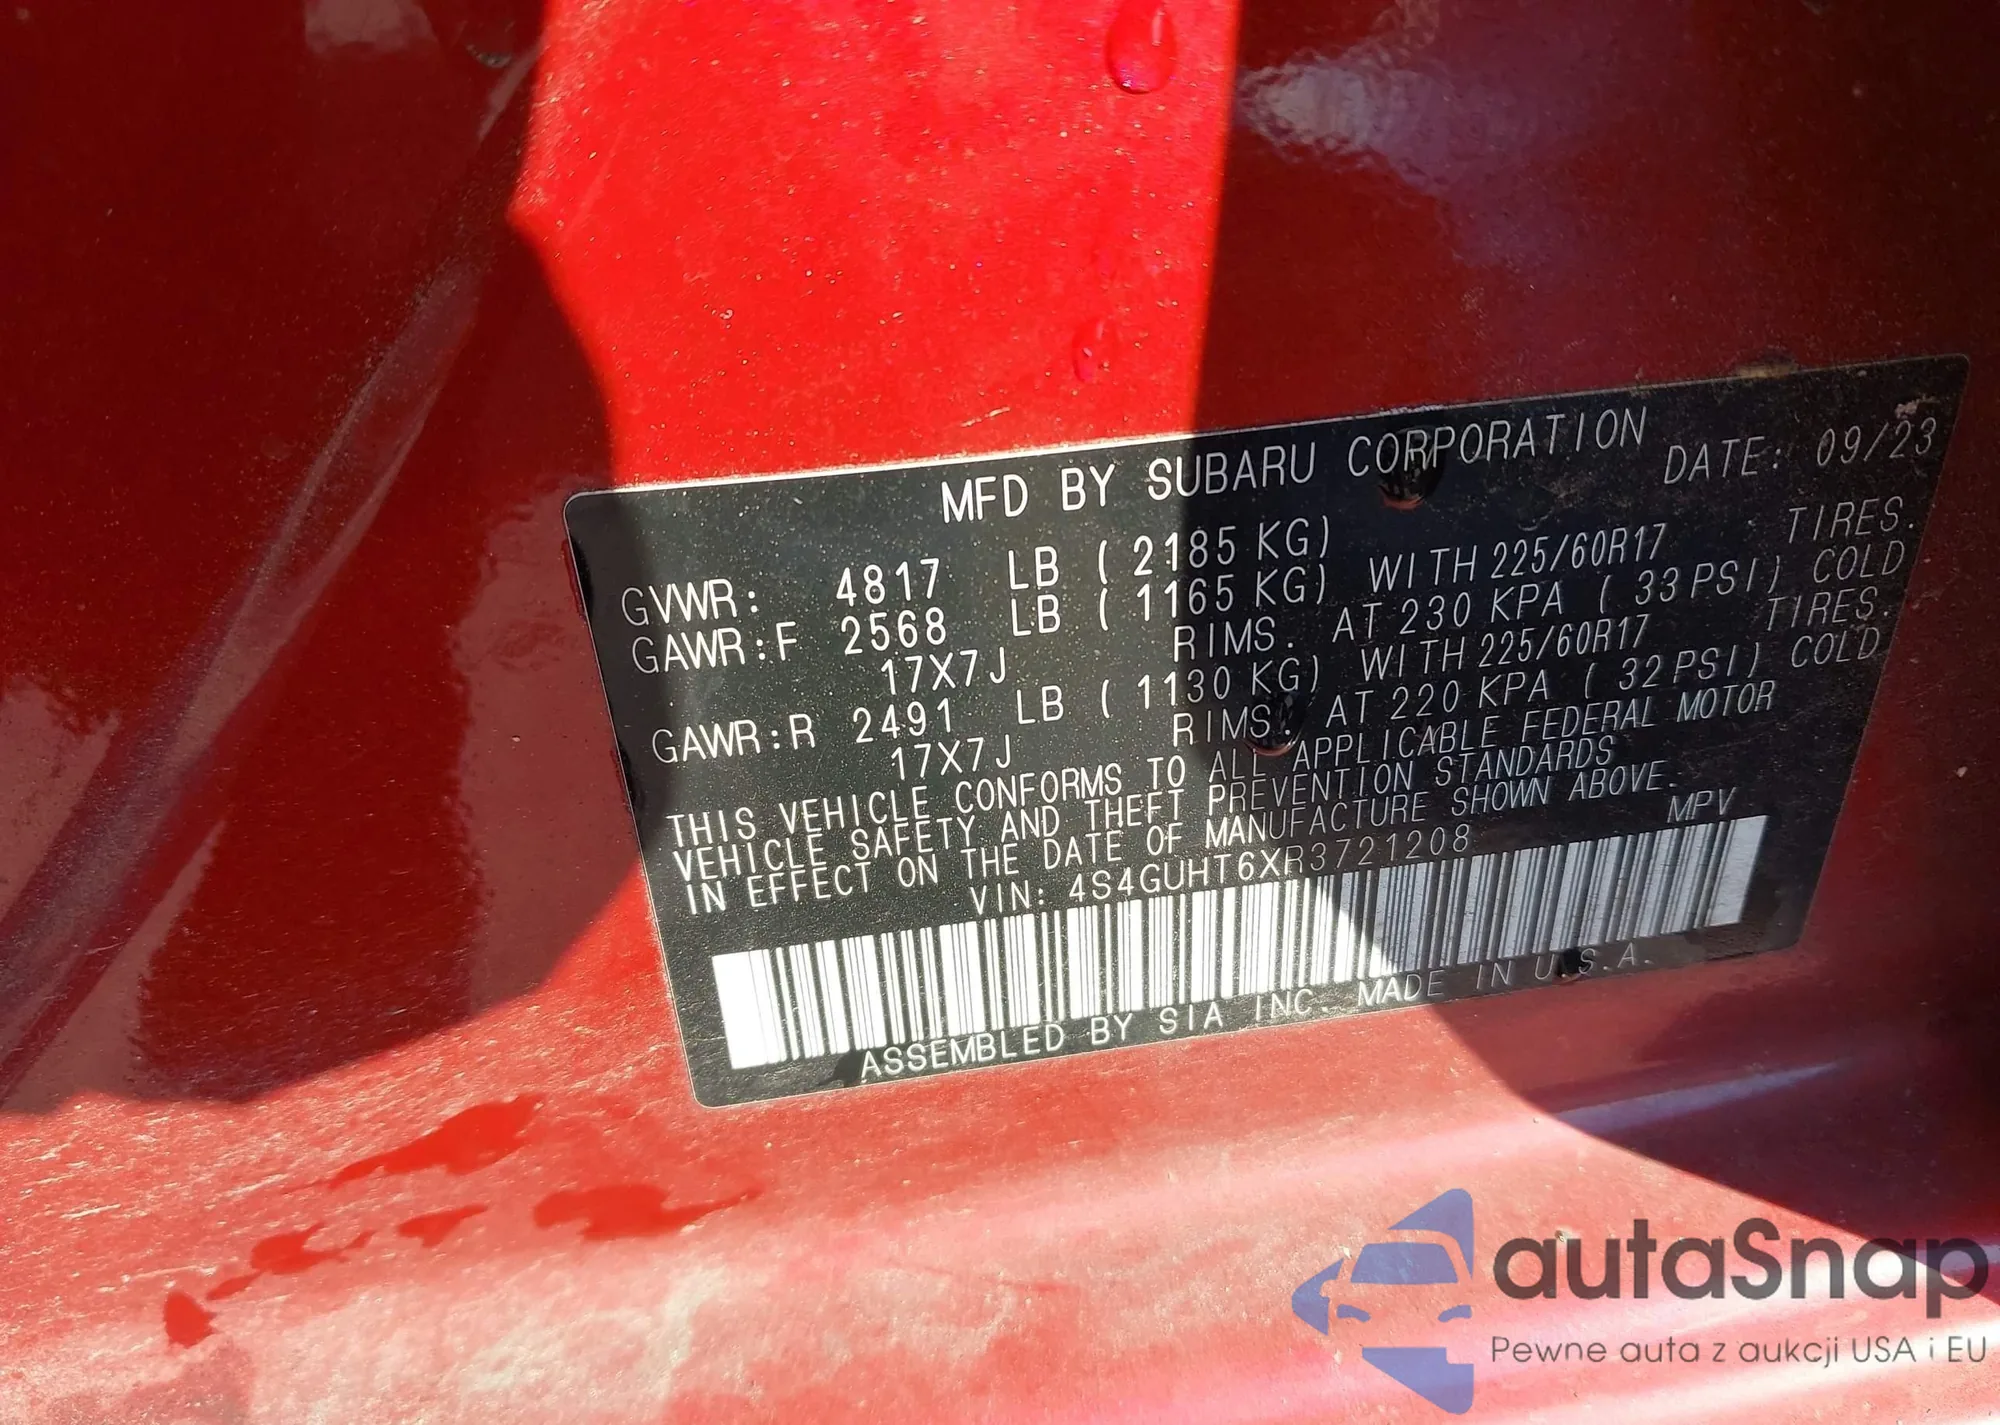 MFD BY SUBARU CORPORATION DATE: 09/23
GVWR: 4817 LB ( 2185 KG)
GAWR:F 2568 LB ( 1165 KG) WITH 225/60R17 TIRES.
17X7J RIMS. AT 230 KPA ( 33 PSI) COLD
GAWR:R 2491 LB ( 1130 KG) WITH 225/60R17 TIRES.
17X7J RIMS. AT 220 KPA ( 32 PSI) COLD
THIS VEHICLE CONFORMS TO ALL APPLICABLE FEDERAL MOTOR
VEHICLE SAFETY AND THEFT PREVENTION STANDARDS
IN EFFECT ON THE DATE OF MANUFACTURE SHOWN ABOVE.
VIN: 4S4GUHT6XR3721208 MPV
ASSEMBLED BY SIA INC. MADE IN U.S.A.
autaSnap
Pewne auta z aukcji USA i EU